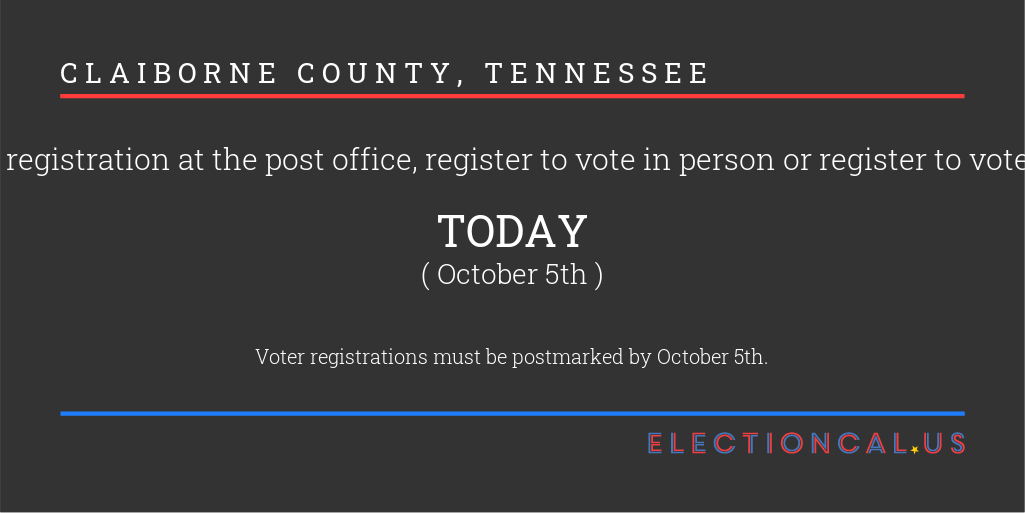 CLAIBORNE COUNTY, TENNESSEE
registration at the post office, register to vote in person or register to vote
TODAY
( October 5th )
Voter registrations must be postmarked by October 5th.
ELECTIONCAL.US